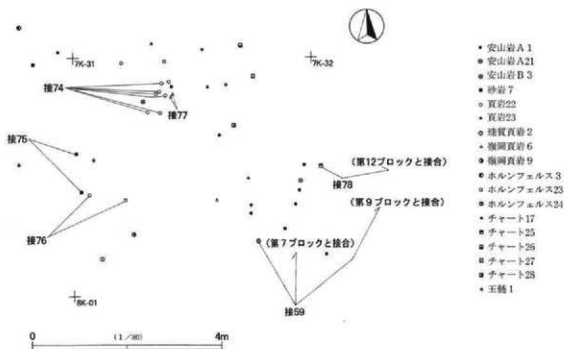 7K-31
7K-32
接74
接77
接75
接76
(第12ブロックと接合)
接78
(第9ブロックと接合)
(第7ブロックと接合)
接59
8K-01
0
(1/80)
4m
安山岩A1
安山岩A21
安山岩B3
砂岩7
頁岩22
頁岩23
珪質頁岩2
嶺岡頁岩6
嶺岡頁岩9
ホルンフェルス3
ホルンフェルス23
ホルンフェルス24
チャート17
チャート25
チャート26
チャート27
チャート28
玉髄1